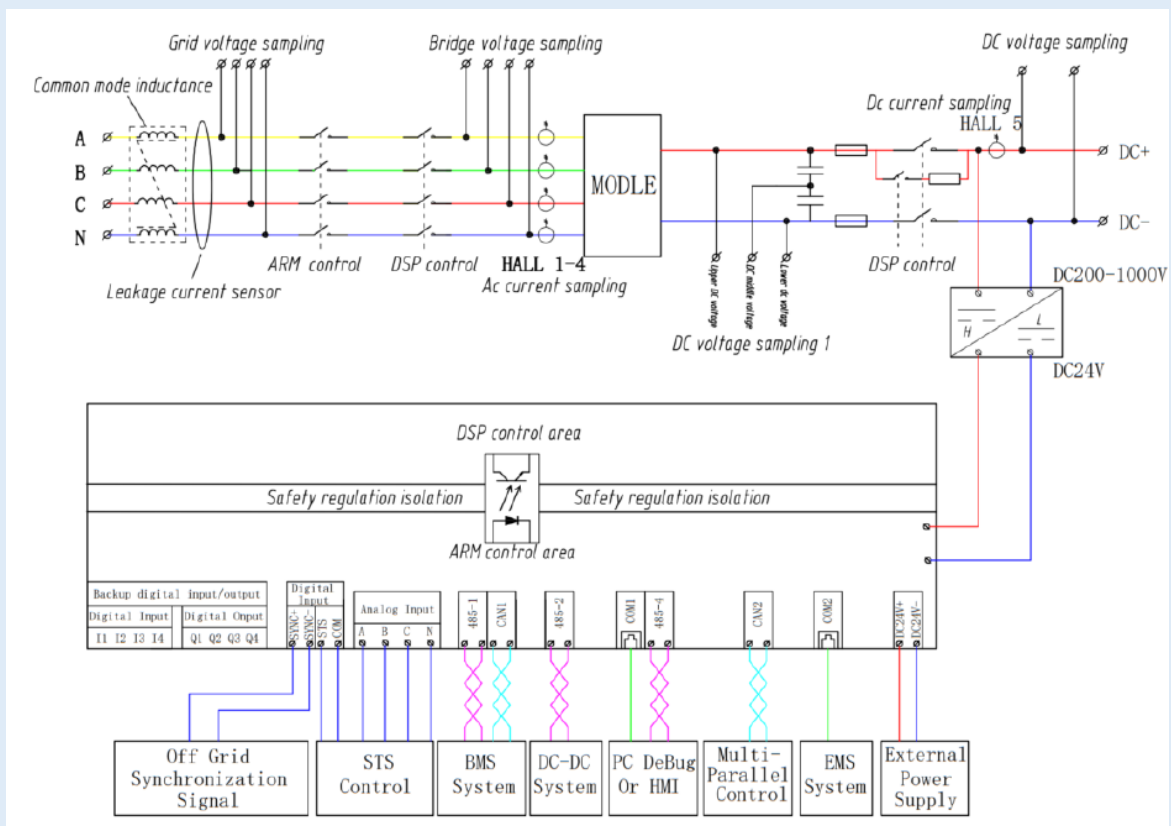 Grid voltage sampling
Bridge voltage sampling
DC voltage sampling
Common mode inductance
Dc current sampling
HALL 5
A
B
C
N
MODLE
DC+
DC-
ARM control
DSP control
HALL 1-4
Ac current sampling
Leakage current sensor
Upper DC voltage
DC middle voltage
Lower dc voltage
DC voltage sampling 1
DSP control
DC200-1000V
H
L
DC24V
DSP control area
Safety regulation isolation
Safety regulation isolation
ARM control area
Backup digital input/output
Digital Input
Digital Onput
I1 I2 I3 I4
Q1 Q2 Q3 Q4
Digital
Input
SYNC+
SYNC-
STS
COM
Analog Input
A B C N
485-1
CAN1
485-2
COM1
485-4
CAN2
COM2
DC24V+
DC24V-
Off Grid
Synchronization
Signal
STS
Control
BMS
System
DC-DC
System
PC DeBug
Or HMI
Multi-
Parallel
Control
EMS
System
External
Power
Supply